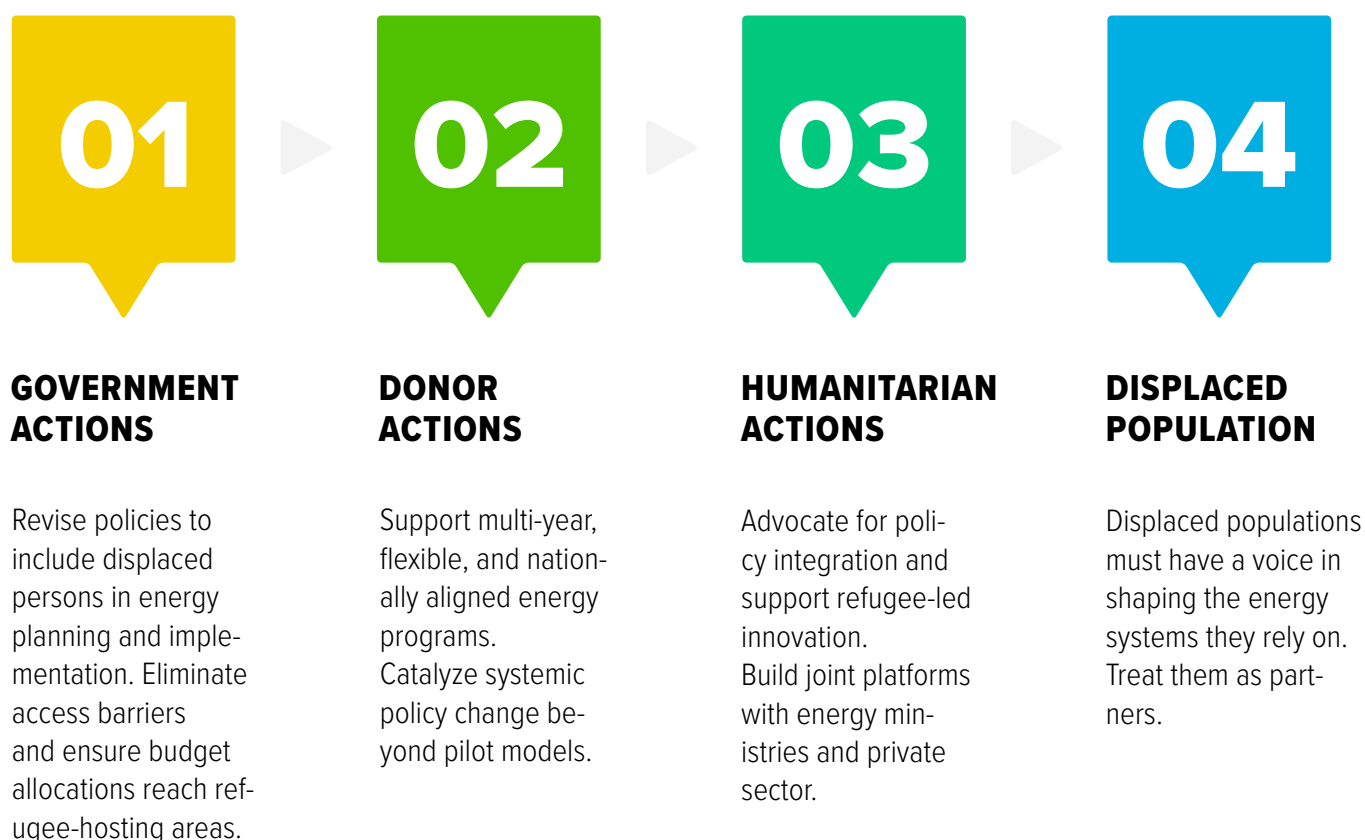 01
GOVERNMENT
ACTIONS
Revise policies to
include displaced
persons in energy
planning and imple-
mentation. Eliminate
access barriers
and ensure budget
allocations reach ref-
ugee-hosting areas.
02
DONOR
ACTIONS
Support multi-year,
flexible, and nation-
ally aligned energy
programs.
Catalyze systemic
policy change be-
yond pilot models.
03
HUMANITARIAN
ACTIONS
Advocate for poli-
cy integration and
support refugee-led
innovation.
Build joint platforms
with energy min-
istries and private
sector.
04
DISPLACED
POPULATION
Displaced populations
must have a voice in
shaping the energy
systems they rely on.
Treat them as part-
ners.